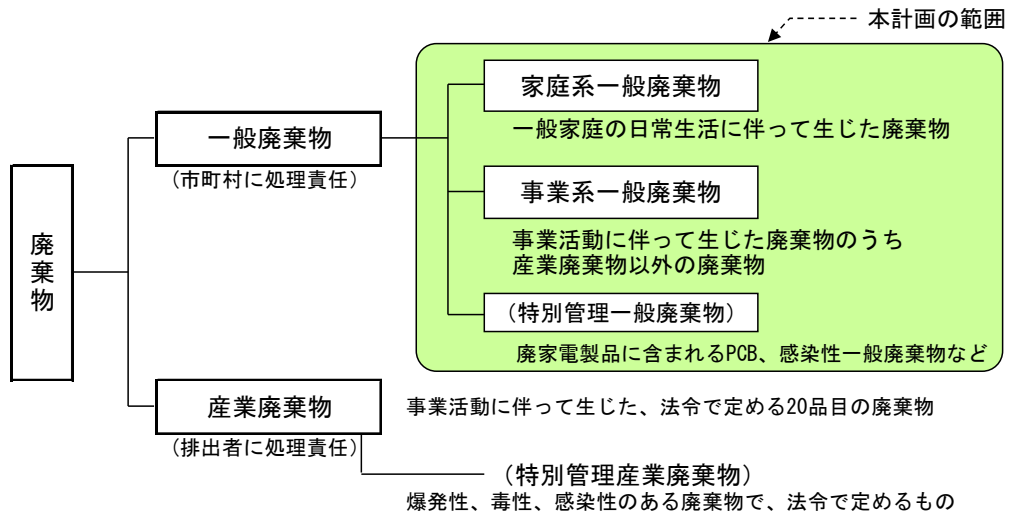 本計画の範囲
家庭系一般廃棄物
一般家庭の日常生活に伴って生じた廃棄物
一般廃棄物
(市町村に処理責任)
事業系一般廃棄物
事業活動に伴って生じた廃棄物のうち
産業廃棄物以外の廃棄物
廃棄物
(特別管理一般廃棄物)
廃家電製品に含まれるPCB、感染性一般廃棄物など
産業廃棄物
事業活動に伴って生じた、法令で定める20品目の廃棄物
(排出者に処理責任)
(特別管理産業廃棄物)
爆発性、毒性、感染性のある廃棄物で、法令で定めるもの